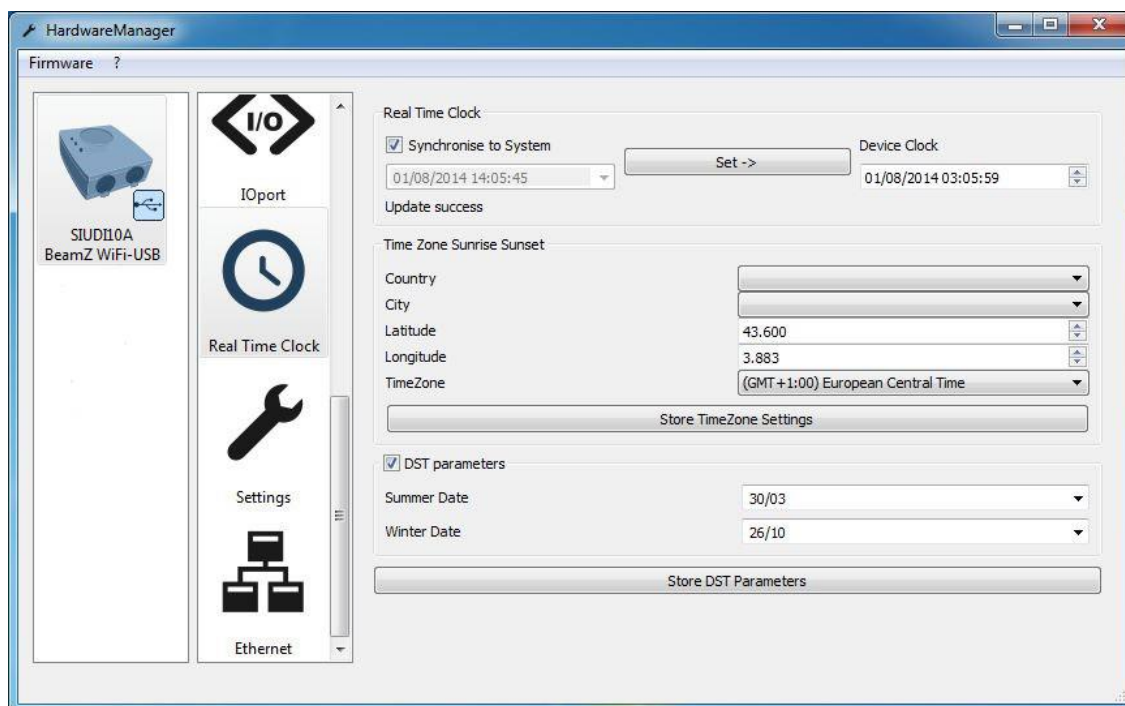 HardwareManager
Firmware ?
SIUDI10A
BeamZ WiFi-USB
I/O
IOport
Real Time Clock
Settings
Ethernet
Real Time Clock
Synchronise to System
01/08/2014 14:05:45
Set ->
Device Clock
01/08/2014 03:05:59
Update success
Time Zone Sunrise Sunset
Country
City
Latitude 43.600
Longitude 3.883
TimeZone (GMT+1:00) European Central Time
Store TimeZone Settings
DST parameters
Summer Date 30/03
Winter Date 26/10
Store DST Parameters